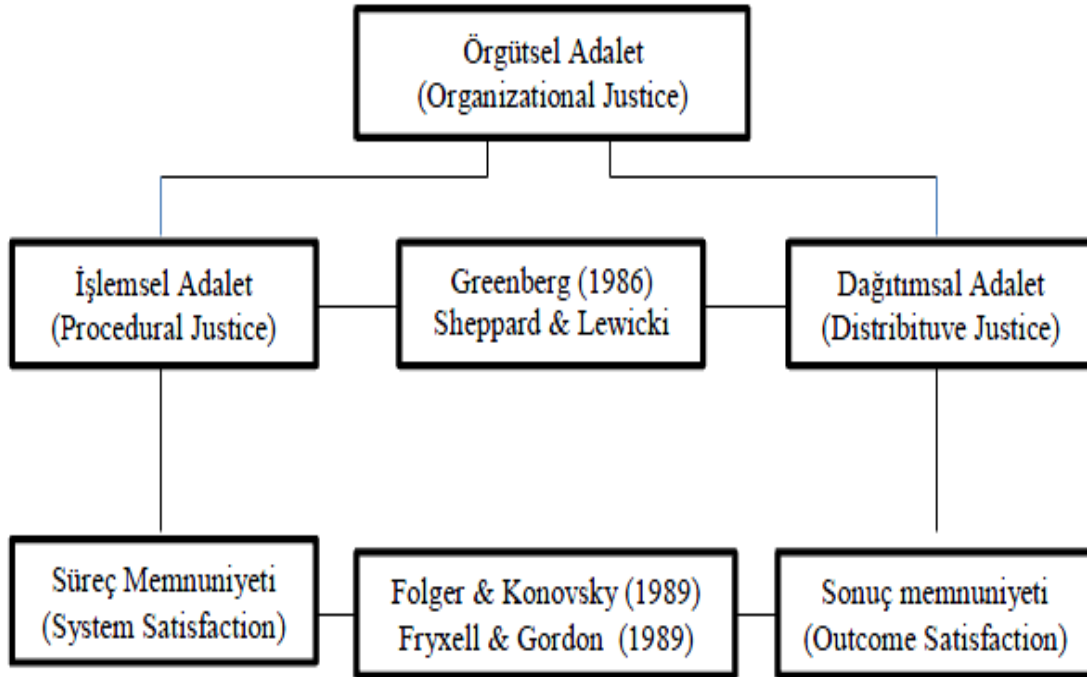 Örgütsel Adalet
(Organizational Justice)
İşlemsel Adalet
(Procedural Justice)
Greenberg (1986)
Sheppard & Lewicki
Dağıtımsal Adalet
(Distribituve Justice)
Süreç Memnuniyeti
(System Satisfaction)
Folger & Konovsky (1989)
Fryxell & Gordon (1989)
Sonuç memnuniyeti
(Outcome Satisfaction)